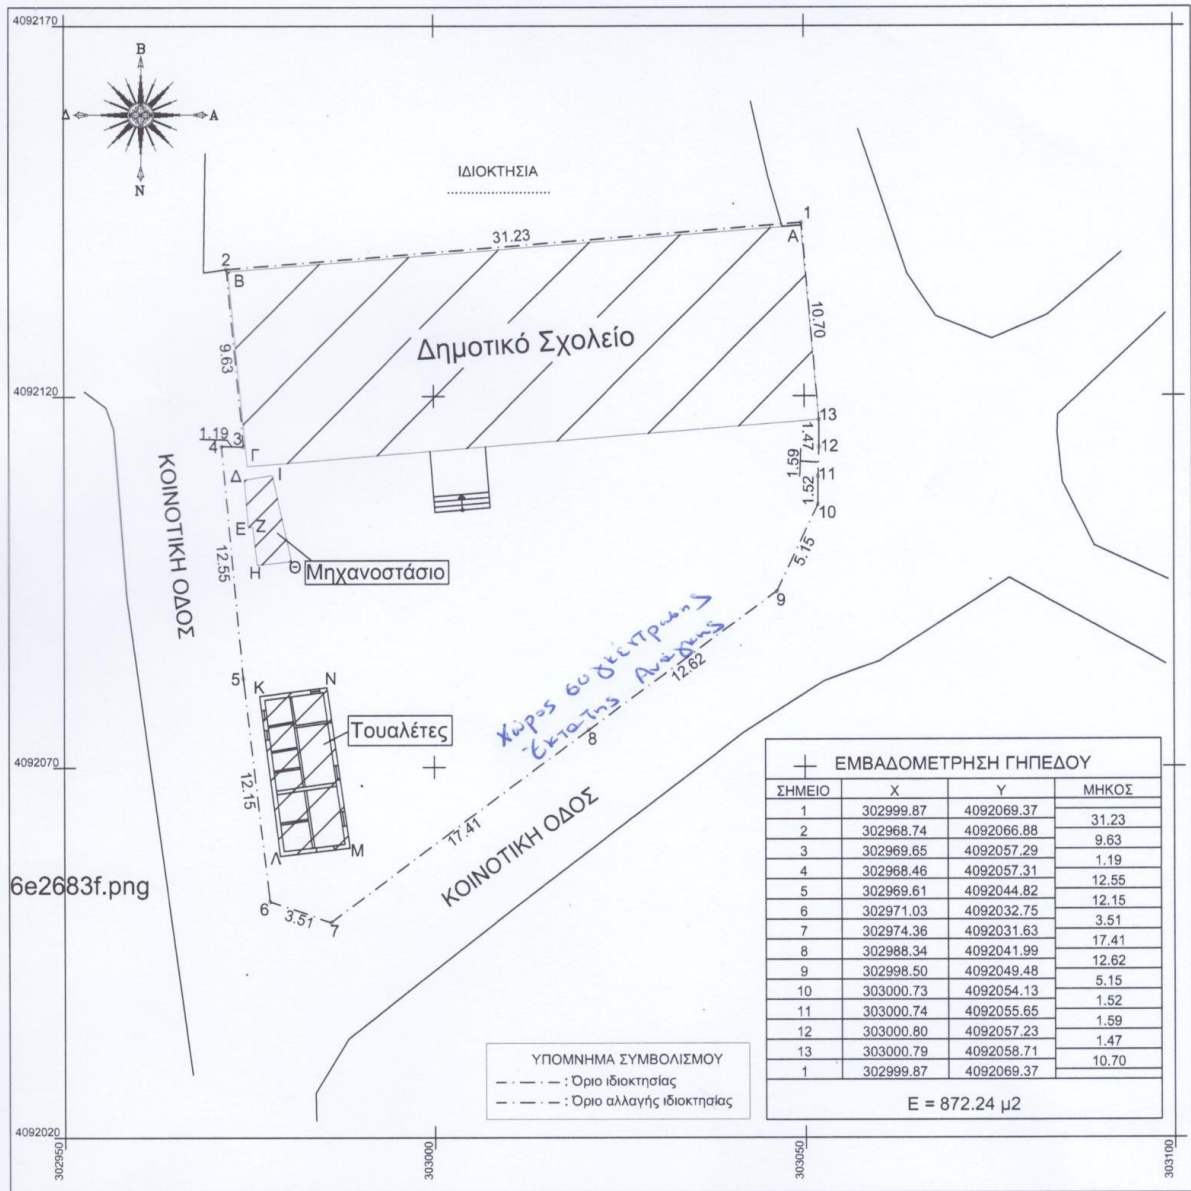 4092170
Β
Δ
Α
Ν
ΙΔΙΟΚΤΗΣΙΑ
1
Α
31.23
2
Β
10.70
Δημοτικό Σχολείο
9.63
4092120
13
1.19
3
4
Γ
1.47
12
1.59
11
1.52
10
Δ
Ι
Ε
Ζ
Η
Θ
Μηχανοστάσιο
ΚΟΙΝΟΤΙΚΗ ΟΔΟΣ
12.55
5.15
9
Χώρος συγκέντρωσης
Έκτατης Ανάγκης
12.62
5
Κ
Ν
Τουαλέτες
8
4092070
12.15
17.41
Λ
Μ
ΚΟΙΝΟΤΙΚΗ ΟΔΟΣ
6e2683f.png
6
3.51
7
ΕΜΒΑΔΟΜΕΤΡΗΣΗ ΓΗΠΕΔΟΥ
ΣΗΜΕΙΟ Χ Υ ΜΗΚΟΣ
1 302999.87 4092069.37
31.23
2 302968.74 4092066.88
9.63
3 302969.65 4092057.29
1.19
4 302968.46 4092057.31
12.55
5 302969.61 4092044.82
12.15
6 302971.03 4092032.75
3.51
7 302974.36 4092031.63
17.41
8 302988.34 4092041.99
12.62
9 302998.50 4092049.48
5.15
10 303000.73 4092054.13
1.52
11 303000.74 4092055.65
1.59
12 303000.80 4092057.23
1.47
13 303000.79 4092058.71
10.70
1 302999.87 4092069.37
Ε = 872.24 μ2
ΥΠΟΜΝΗΜΑ ΣΥΜΒΟΛΙΣΜΟΥ
: Όριο ιδιοκτησίας
: Όριο αλλαγής ιδιοκτησίας
4092020
302950
303000
303050
303100